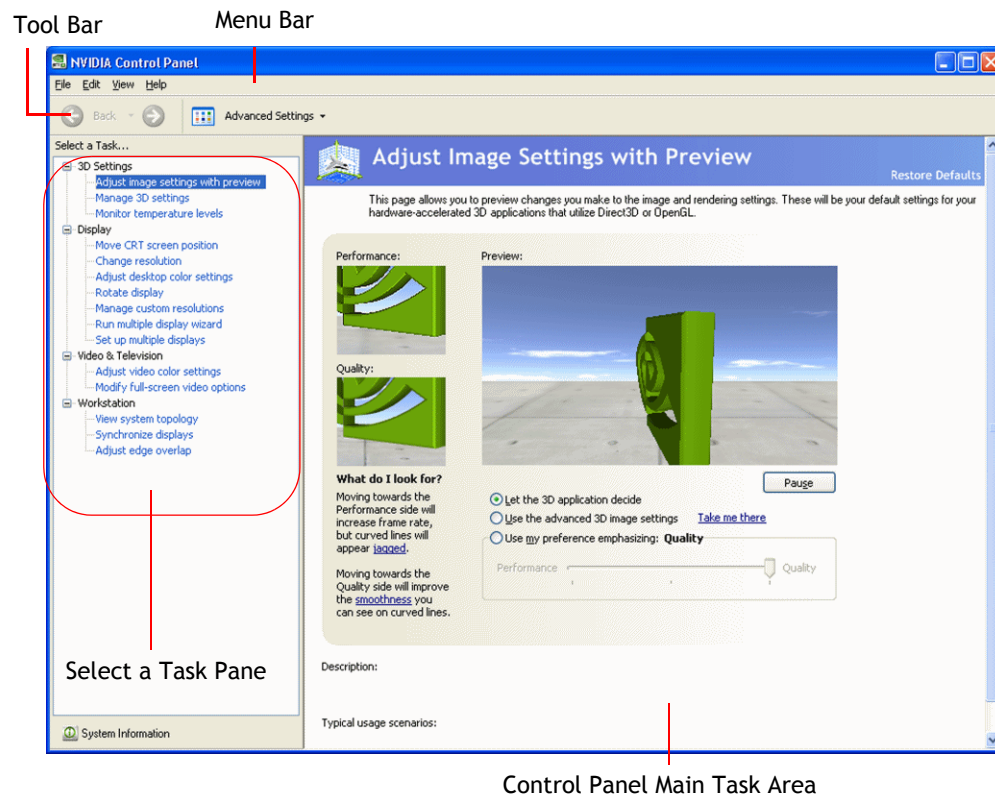 Tool Bar
Menu Bar
NVIDIA Control Panel
File Edit View Help
Back
Advanced Settings
Select a Task...
3D Settings
Adjust image settings with preview
Manage 3D settings
Monitor temperature levels
Display
Move CRT screen position
Change resolution
Adjust desktop color settings
Rotate display
Manage custom resolutions
Run multiple display wizard
Set up multiple displays
Video & Television
Adjust video color settings
Modify full-screen video options
Workstation
View system topology
Synchronize displays
Adjust edge overlap
Select a Task Pane
System Information
Adjust Image Settings with Preview
Restore Defaults
This page allows you to preview changes you make to the image and rendering settings. These will be your default settings for your
hardware-accelerated 3D applications that utilize Direct3D or OpenGL.
Performance:
Quality:
What do I look for?
Moving towards the
Performance side will
increase frame rate,
but curved lines will
appear jagged.
Moving towards the
Quality side will improve
the smoothness you
can see on curved lines.
Preview:
Pause
Let the 3D application decide
Use the advanced 3D image settings Take me there
Use my preference emphasizing: Quality
Performance Quality
Description:
Typical usage scenarios:
Control Panel Main Task Area